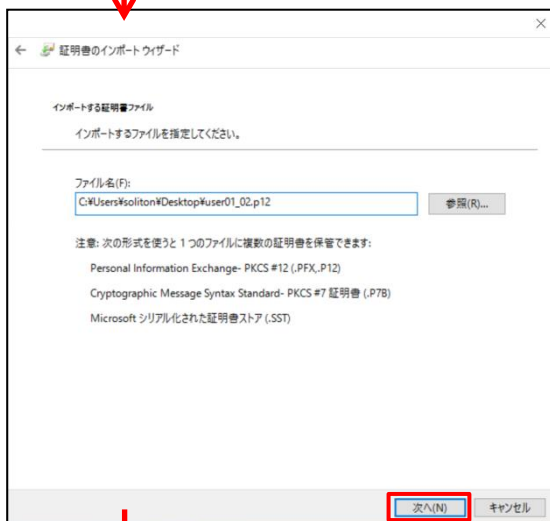 証明書のインポート ウィザード
インポートする証明書ファイル
インポートするファイルを指定してください。
ファイル名(F):
C:¥Users¥soliton¥Desktop¥user01_02.p12
参照(R)...
注意: 次の形式を使うと 1 つのファイルに複数の証明書を保管できます:
Personal Information Exchange- PKCS #12 (.PFX,.P12)
Cryptographic Message Syntax Standard- PKCS #7 証明書 (.P7B)
Microsoft シリアル化された証明書ストア (.SST)
次へ(N) キャンセル